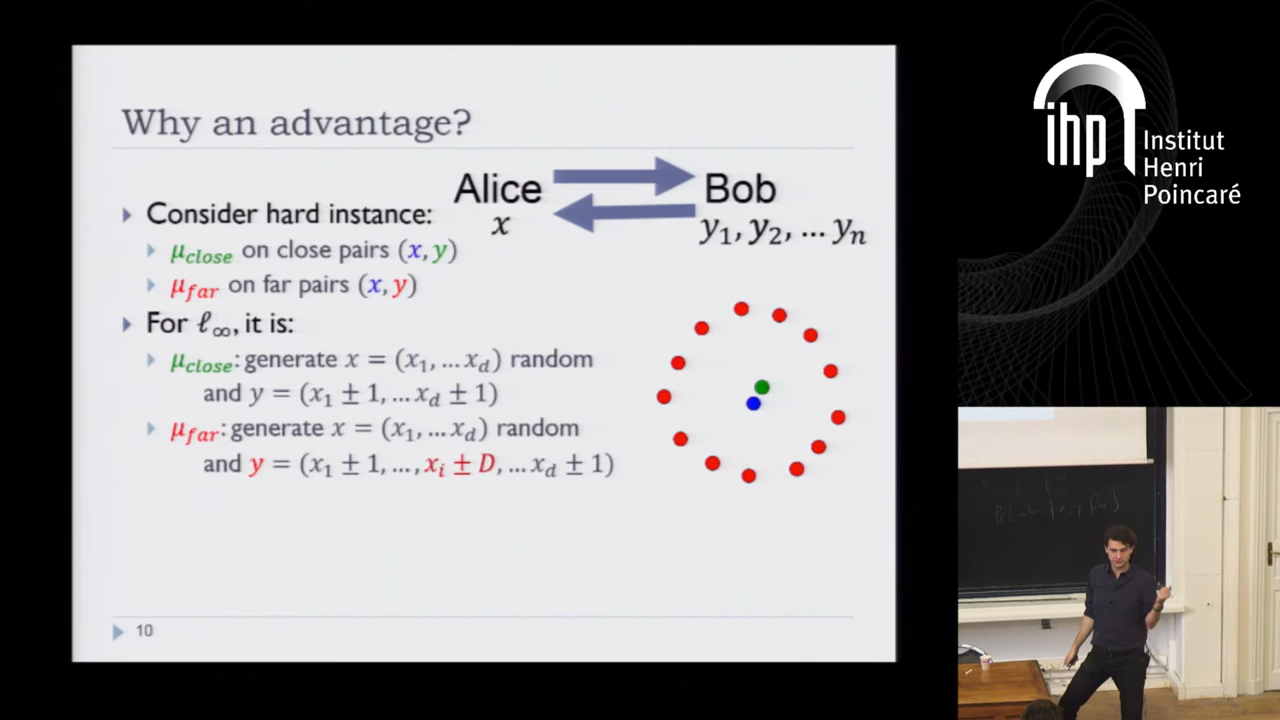 Why an advantage?
Alice
Bob
x
y₁, y₂, … yₙ
Consider hard instance:
μ_close on close pairs (x, y)
μ_far on far pairs (x, y)
For ℓ∞, it is:
μ_close: generate x = (x₁, … x_d) random
and y = (x₁ ± 1, … x_d ± 1)
μ_far: generate x = (x₁, … x_d) random
and y = (x₁ ± 1, …, xᵢ ± D, … x_d ± 1)
10
ihp
Institut
Henri
Poincaré